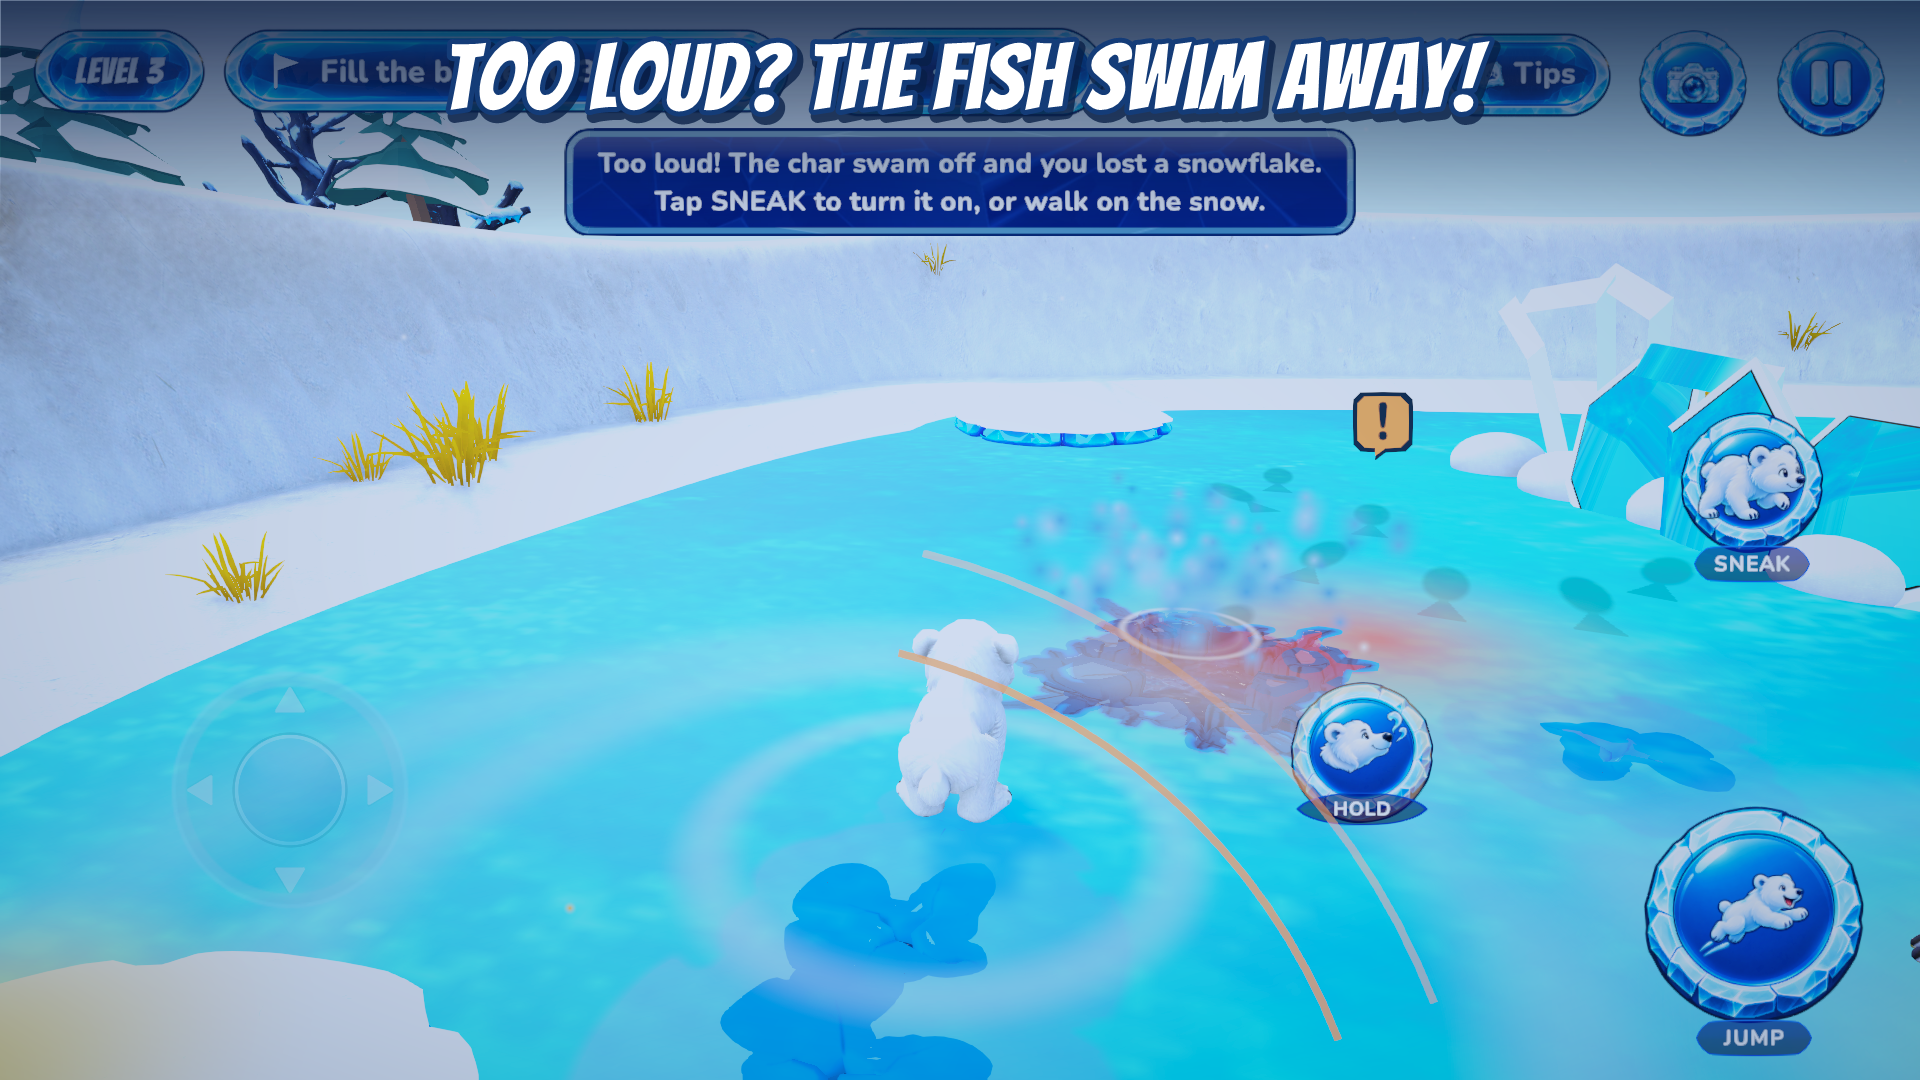 LEVEL 3
Fill the b
TOO LOUD? THE FISH SWIM AWAY!
Tips
Too loud! The char swam off and you lost a snowflake.
Tap SNEAK to turn it on, or walk on the snow.
!
SNEAK
HOLD
JUMP